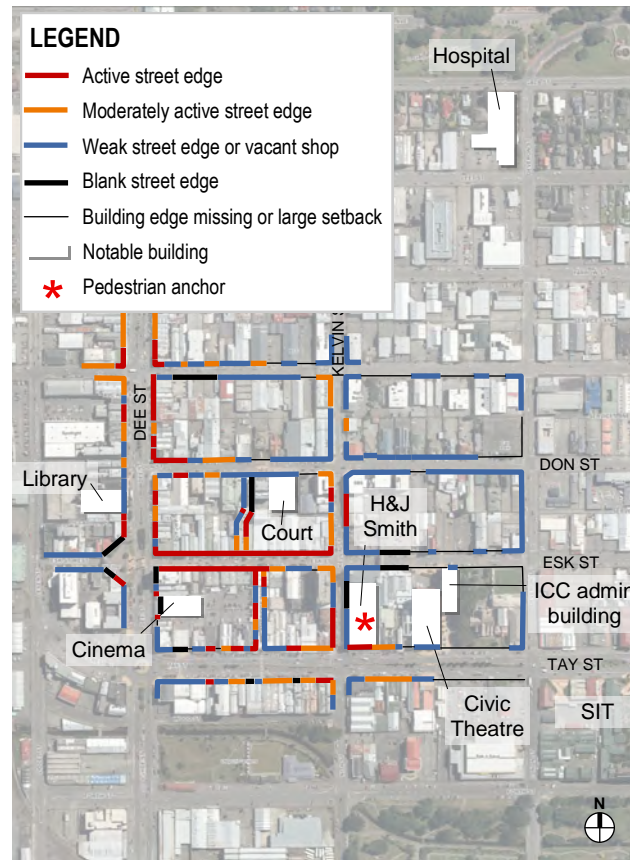 LEGEND
Active street edge
Moderately active street edge
Weak street edge or vacant shop
Blank street edge
Building edge missing or large setback
Notable building
Pedestrian anchor
Hospital
KELVIN S
DEE ST
DON ST
Library
H&J
Smith
Court
ESK ST
ICC admin
building
Cinema
TAY ST
Civic
Theatre
SIT
N